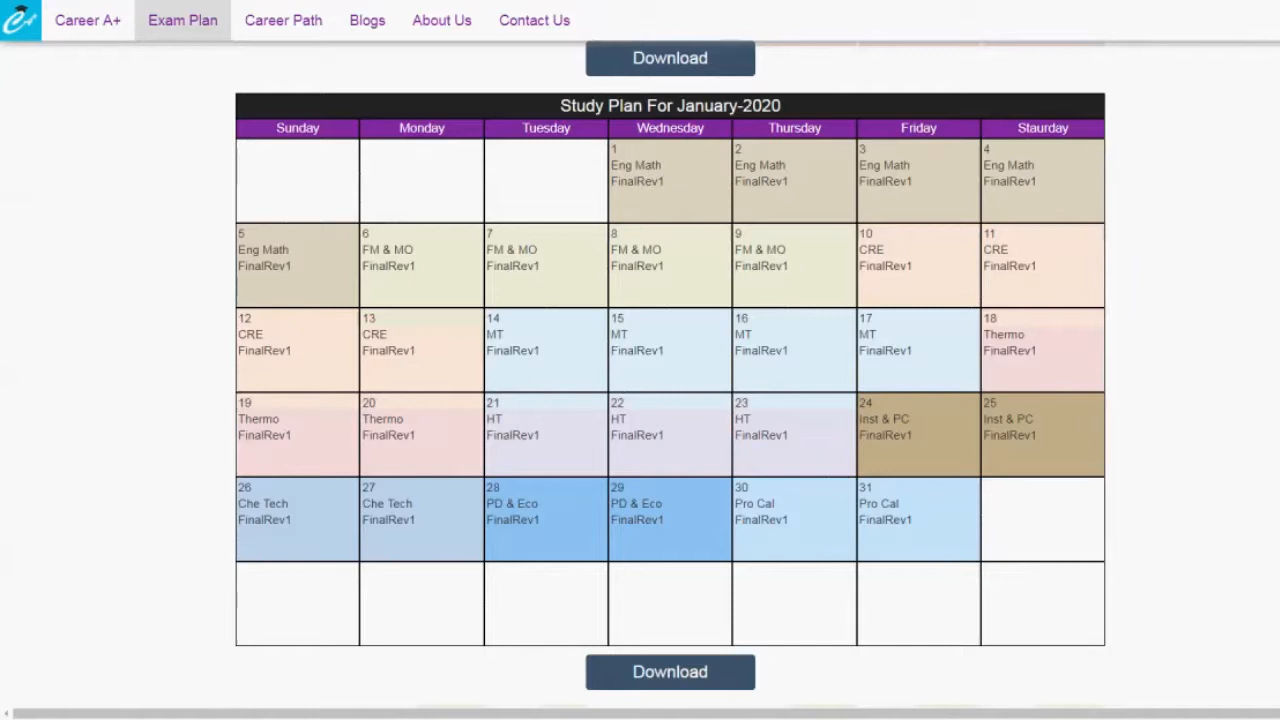 Career A+ Exam Plan Career Path Blogs About Us Contact Us
Download
Study Plan For January-2020
Sunday Monday Tuesday Wednesday Thursday Friday Staurday
1 2 3 4
Eng Math Eng Math Eng Math Eng Math
FinalRev1 FinalRev1 FinalRev1 FinalRev1
5 6 7 8 9 10 11
Eng Math FM & MO FM & MO FM & MO FM & MO CRE CRE
FinalRev1 FinalRev1 FinalRev1 FinalRev1 FinalRev1 FinalRev1 FinalRev1
12 13 14 15 16 17 18
CRE CRE MT MT MT MT Thermo
FinalRev1 FinalRev1 FinalRev1 FinalRev1 FinalRev1 FinalRev1 FinalRev1
19 20 21 22 23 24 25
Thermo Thermo HT HT HT Inst & PC Inst & PC
FinalRev1 FinalRev1 FinalRev1 FinalRev1 FinalRev1 FinalRev1 FinalRev1
26 27 28 29 30 31
Che Tech Che Tech PD & Eco PD & Eco Pro Cal Pro Cal
FinalRev1 FinalRev1 FinalRev1 FinalRev1 FinalRev1 FinalRev1
Download